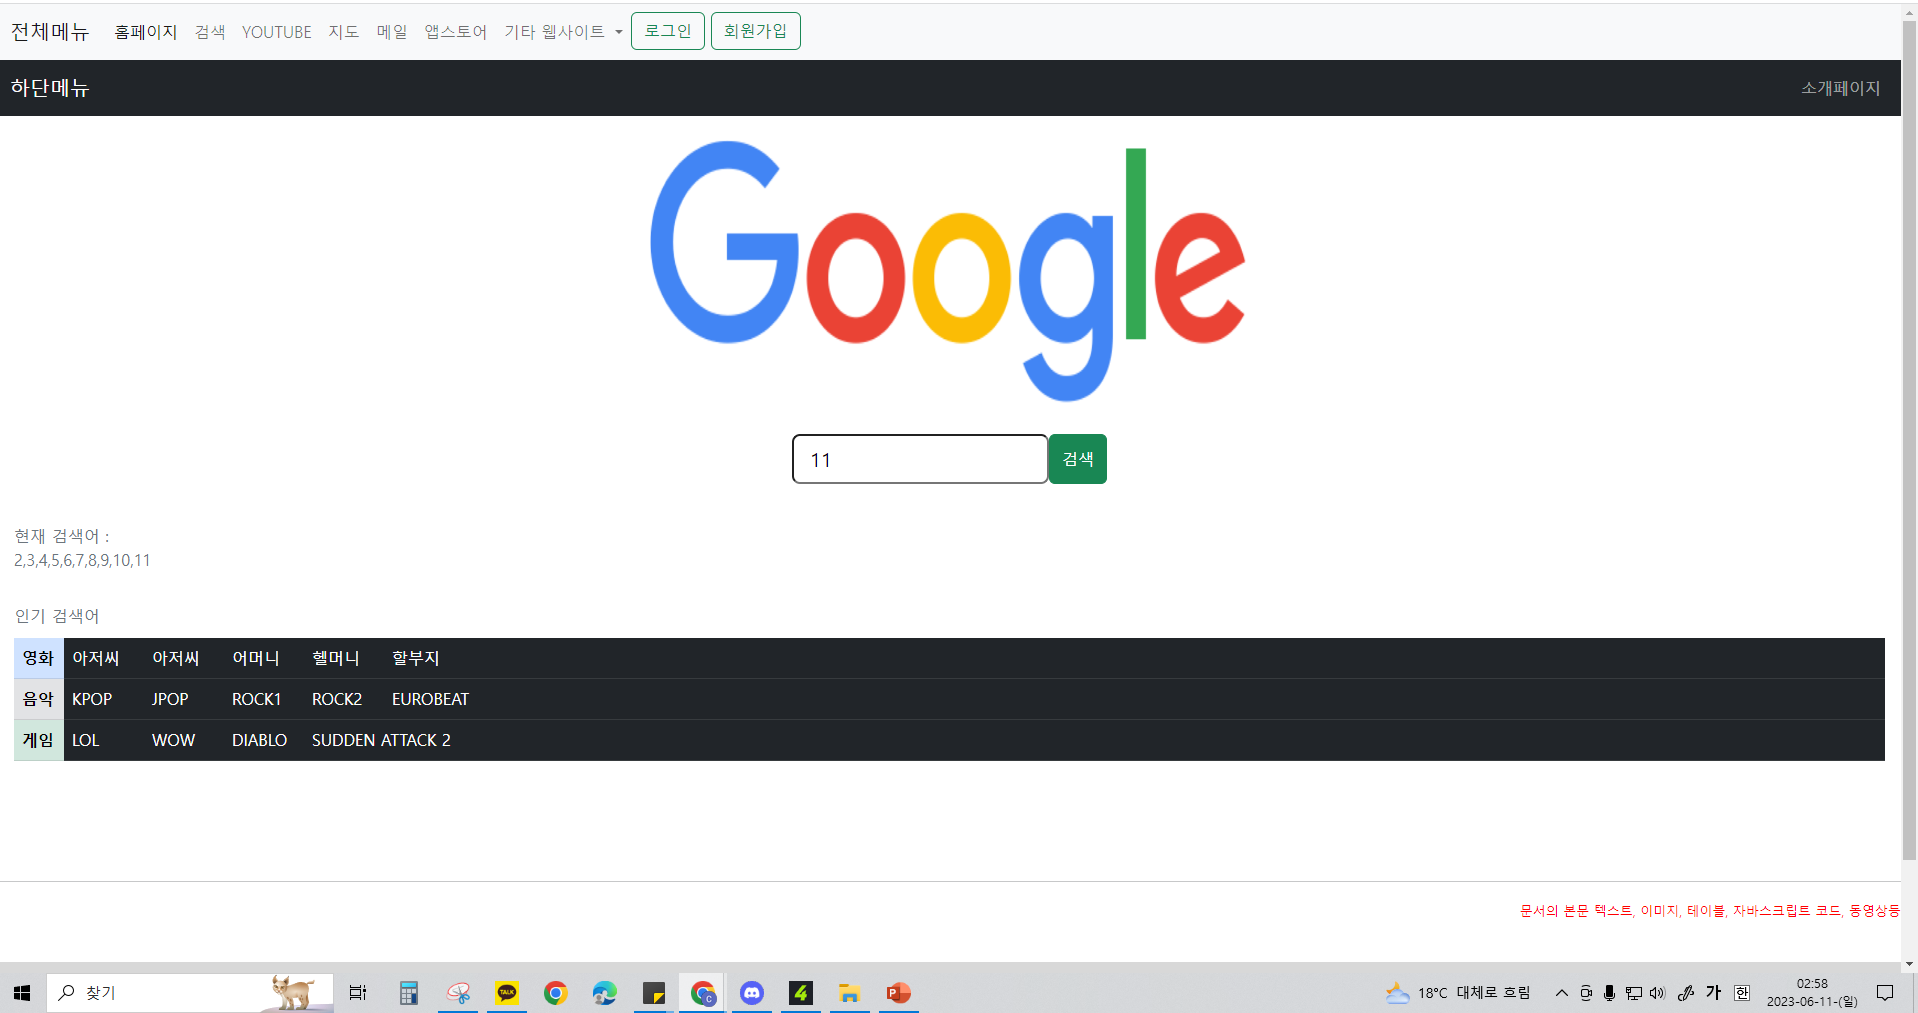 전체메뉴 홈페이지 검색 YOUTUBE 지도 메일 앱스토어 기타 웹사이트 로그인 회원가입
하단메뉴 소개페이지
Google
11 검색
현재 검색어 :
2,3,4,5,6,7,8,9,10,11
인기 검색어
영화 아저씨 아저씨 어머니 헬머니 할부지
음악 KPOP JPOP ROCK1 ROCK2 EUROBEAT
게임 LOL WOW DIABLO SUDDEN ATTACK 2
문서의 본문 텍스트, 이미지, 테이블, 자바스크립트 코드, 동영상등
찾기 TALK C 4 P 18°C 대체로 흐림 가 한 02:58
2023-06-11-(일)